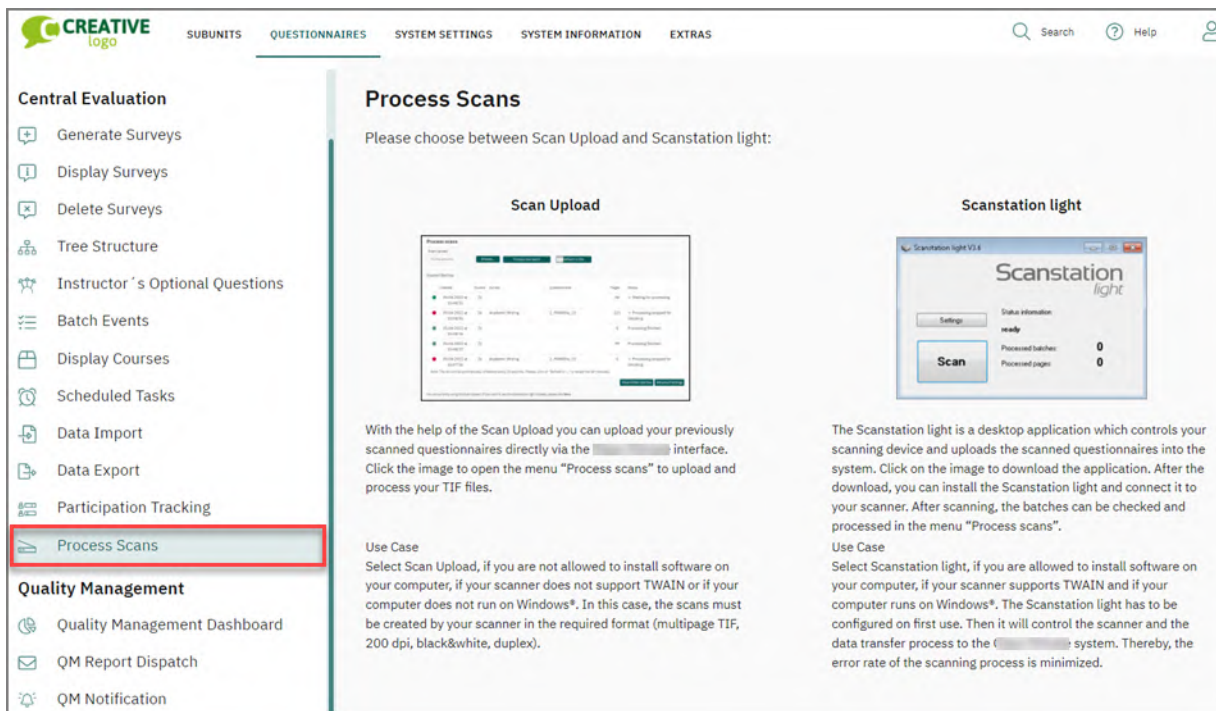 CREATIVE
logo
SUBUNITS
QUESTIONNAIRES
SYSTEM SETTINGS
SYSTEM INFORMATION
EXTRAS
Search
Help
Central Evaluation
Generate Surveys
Display Surveys
Delete Surveys
Tree Structure
Instructor´s Optional Questions
Batch Events
Display Courses
Scheduled Tasks
Data Import
Data Export
Participation Tracking
Process Scans
Quality Management
Quality Management Dashboard
QM Report Dispatch
QM Notification
Process Scans
Please choose between Scan Upload and Scanstation light:
Scan Upload
Process scans
With the help of the Scan Upload you can upload your previously
scanned questionnaires directly via the interface.
Click the image to open the menu “Process scans” to upload and
process your TIF files.
Use Case
Select Scan Upload, if you are not allowed to install software on
your computer, if your scanner does not support TWAIN or if your
computer does not run on Windows®. In this case, the scans must
be created by your scanner in the required format (multipage TIF,
200 dpi, black&white, duplex).
Scanstation light
Scanstation light V3.6
Scanstation
light
Settings
Status information:
ready
Scan
Processed batches: 0
Processed pages: 0
The Scanstation light is a desktop application which controls your
scanning device and uploads the scanned questionnaires into the
system. Click on the image to download the application. After the
download, you can install the Scanstation light and connect it to
your scanner. After scanning, the batches can be checked and
processed in the menu “Process scans”.
Use Case
Select Scanstation light, if you are allowed to install software on
your computer, if your scanner supports TWAIN and if your
computer runs on Windows®. The Scanstation light has to be
configured on first use. Then it will control the scanner and the
data transfer process to the system. Thereby, the
error rate of the scanning process is minimized.